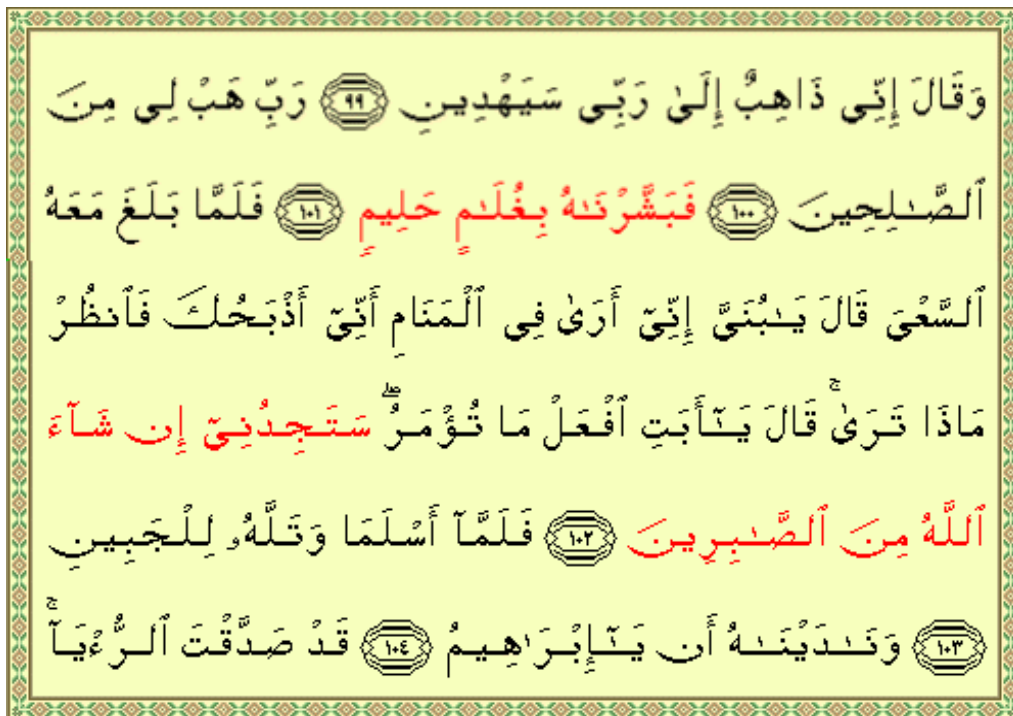 وَقَالَ إِنِّى ذَاهِبٌ إِلَىٰ رَبِّى سَيَهْدِينِ ٩٩ رَبِّ هَبْ لِى مِنَ
ٱلصَّـٰلِحِينَ ١٠٠ فَبَشَّرْنَـٰهُ بِغُلَـٰمٍ حَلِيمٍ ١٠١ فَلَمَّا بَلَغَ مَعَهُ
ٱلسَّعْىَ قَالَ يَـٰبُنَىَّ إِنِّىٓ أَرَىٰ فِى ٱلْمَنَامِ أَنِّىٓ أَذْبَحُكَ فَٱنظُرْ
مَاذَا تَرَىٰ ۚ قَالَ يَـٰٓأَبَتِ ٱفْعَلْ مَا تُؤْمَرُ ۖ سَتَجِدُنِىٓ إِن شَآءَ
ٱللَّهُ مِنَ ٱلصَّـٰبِرِينَ ١٠٢ فَلَمَّآ أَسْلَمَا وَتَلَّهُۥ لِلْجَبِينِ
١٠٣ وَنَـٰدَيْنَـٰهُ أَن يَـٰٓإِبْرَٰهِيمُ ١٠٤ قَدْ صَدَّقْتَ ٱلرُّءْيَآ ۚ